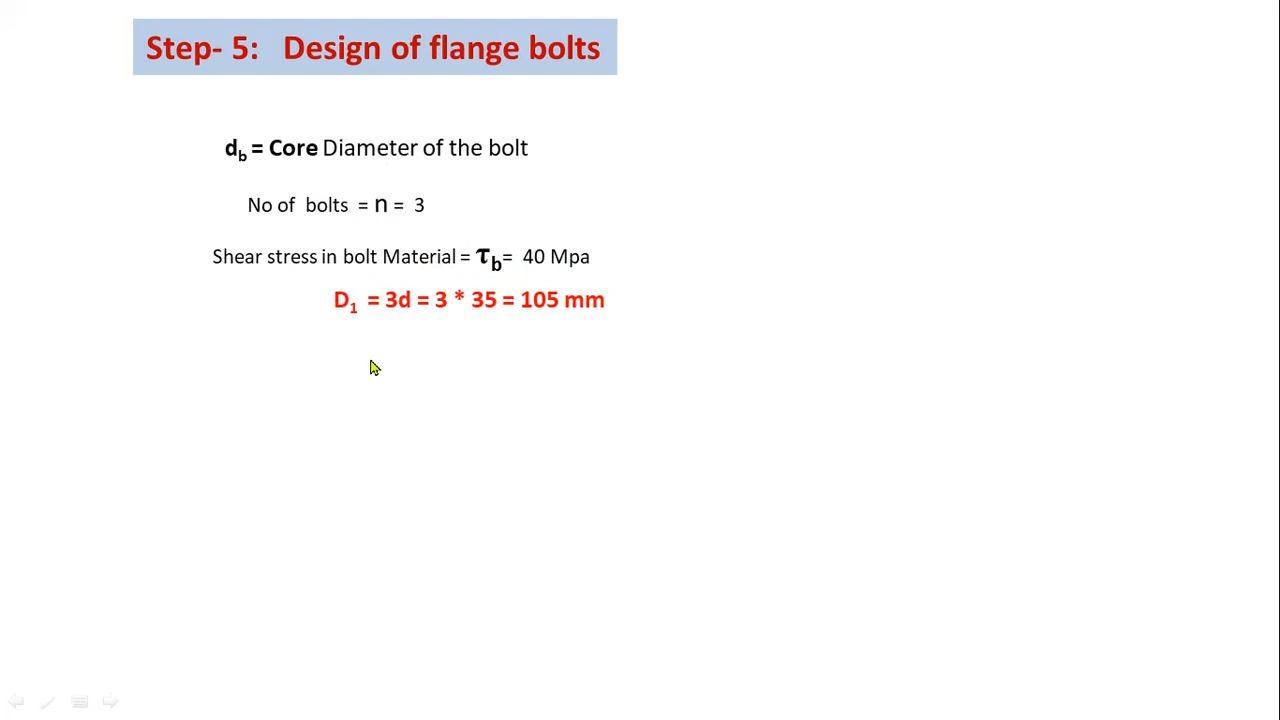 Step- 5: Design of flange bolts
db = Core Diameter of the bolt
No of bolts = n = 3
Shear stress in bolt Material = τb= 40 Mpa
D1 = 3d = 3 * 35 = 105 mm